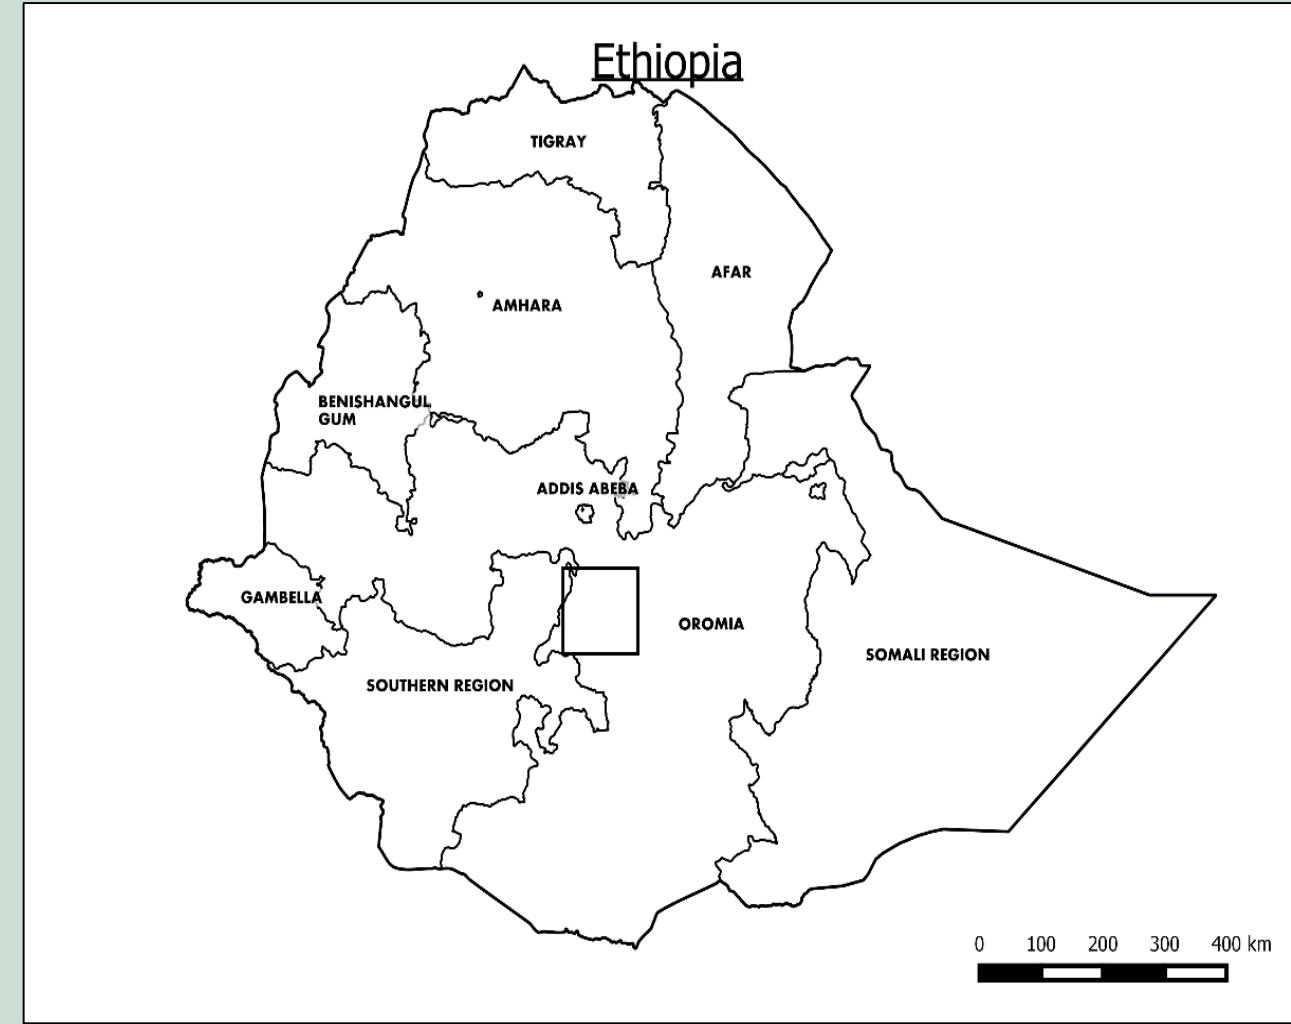 Ethiopia
TIGRAY
AFAR
AMHARA
BENISHANGUL
GUM
ADDIS ABEBA
GAMBELLA
OROMIA
SOMALI REGION
SOUTHERN REGION
0 100 200 300 400 km